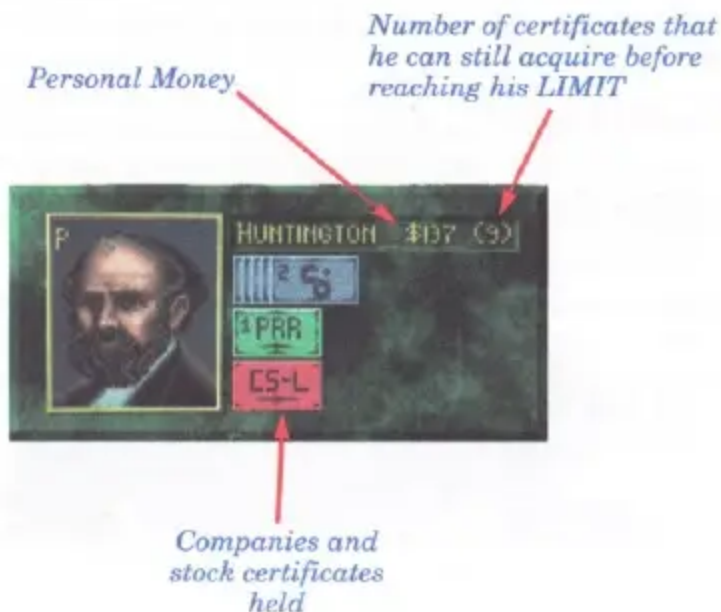 Number of certificates that
he can still acquire before
reaching his LIMIT
Personal Money
P
HUNTINGTON $137 (9)
2
1 PRR
CS-L
Companies and
stock certificates
held